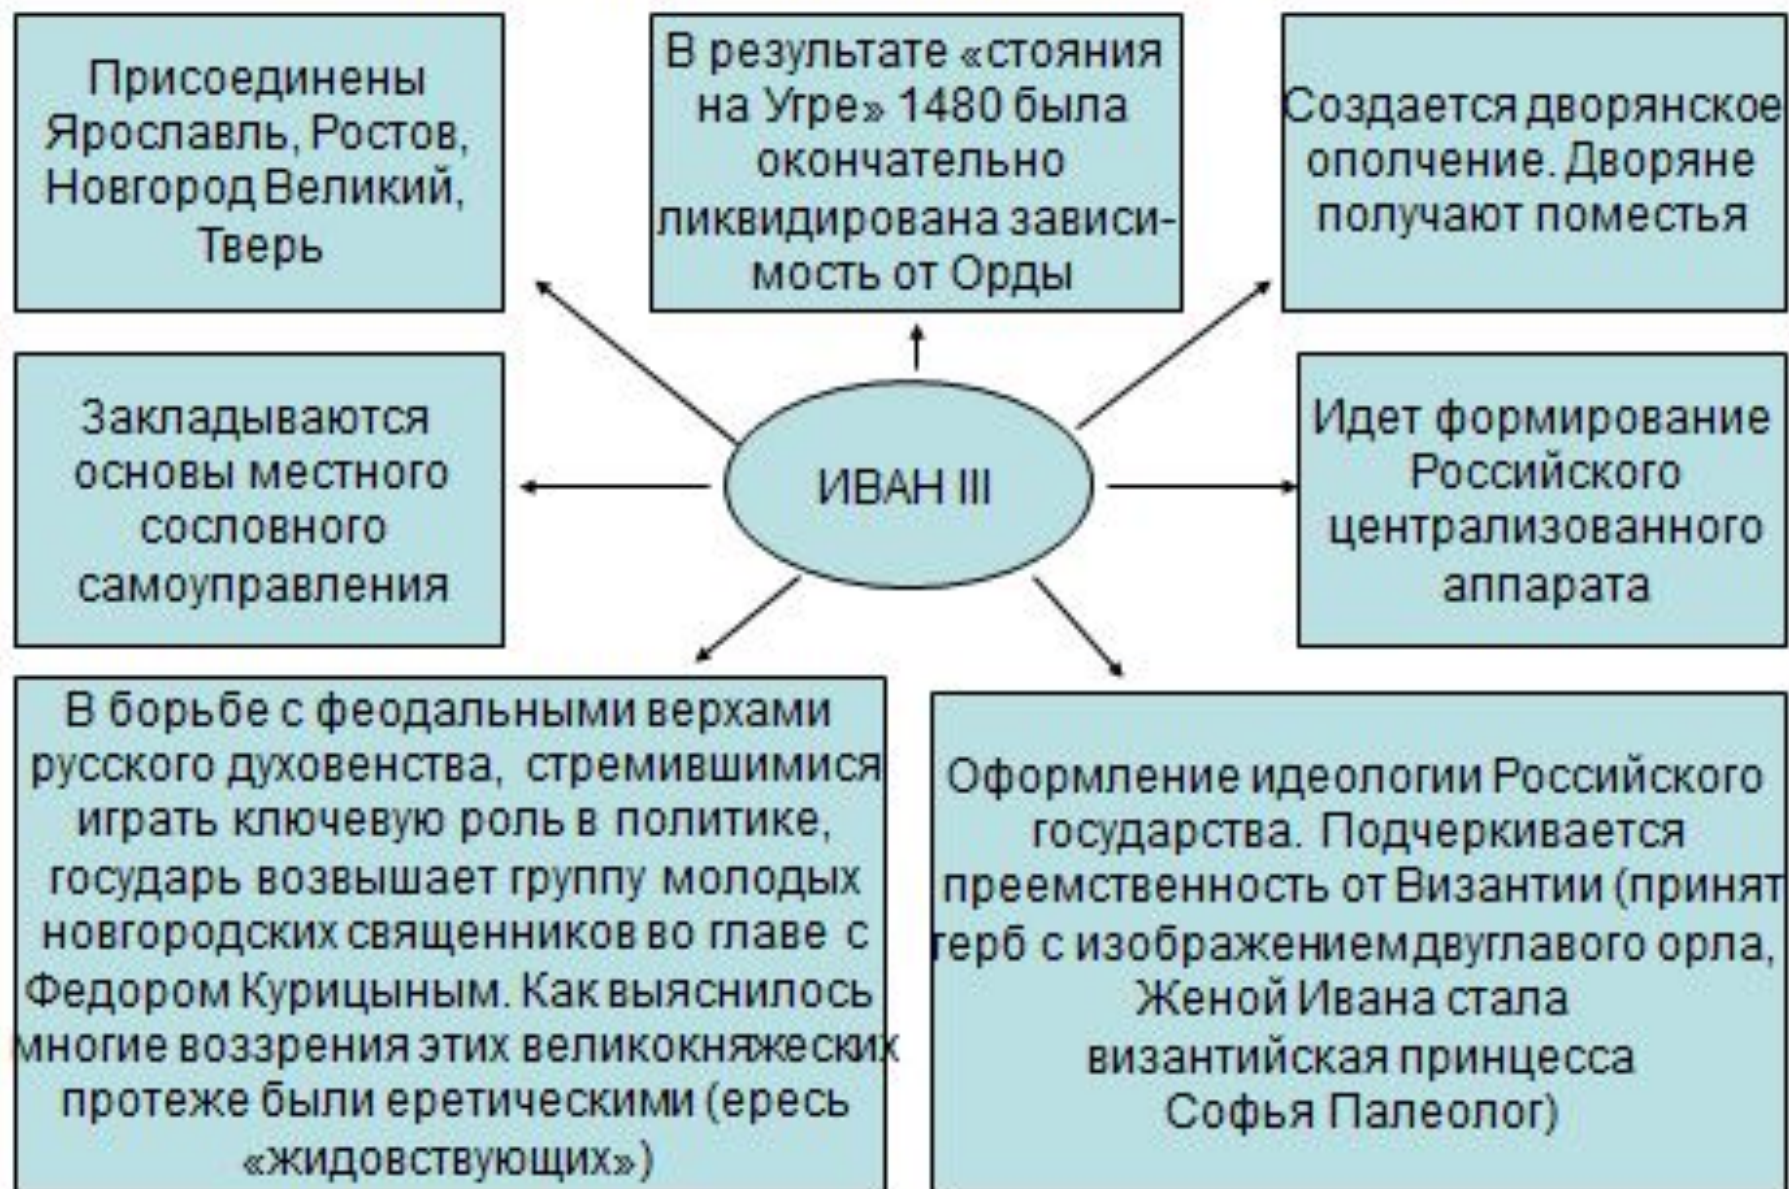 Присоединены
Ярославль, Ростов,
Новгород Великий,
Тверь
В результате «стояния
на Угре» 1480 была
окончательно
ликвидирована зависи-
мость от Орды
Создается дворянское
ополчение. Дворяне
получают поместья
Закладываются
основы местного
сословного
самоуправления
ИВАН III
Идет формирование
Российского
централизованного
аппарата
В борьбе с феодальными верхами
русского духовенства, стремившимися
играть ключевую роль в политике,
государь возвышает группу молодых
новгородских священников во главе с
Федором Курицыным. Как выяснилось
многие воззрения этих великокняжеских
протеже были еретическими (ересь
«жидовствующих»)
Оформление идеологии Российского
государства. Подчеркивается
преемственность от Византии (принят
герб с изображением двуглавого орла,
Женой Ивана стала
византийская принцесса
Софья Палеолог)